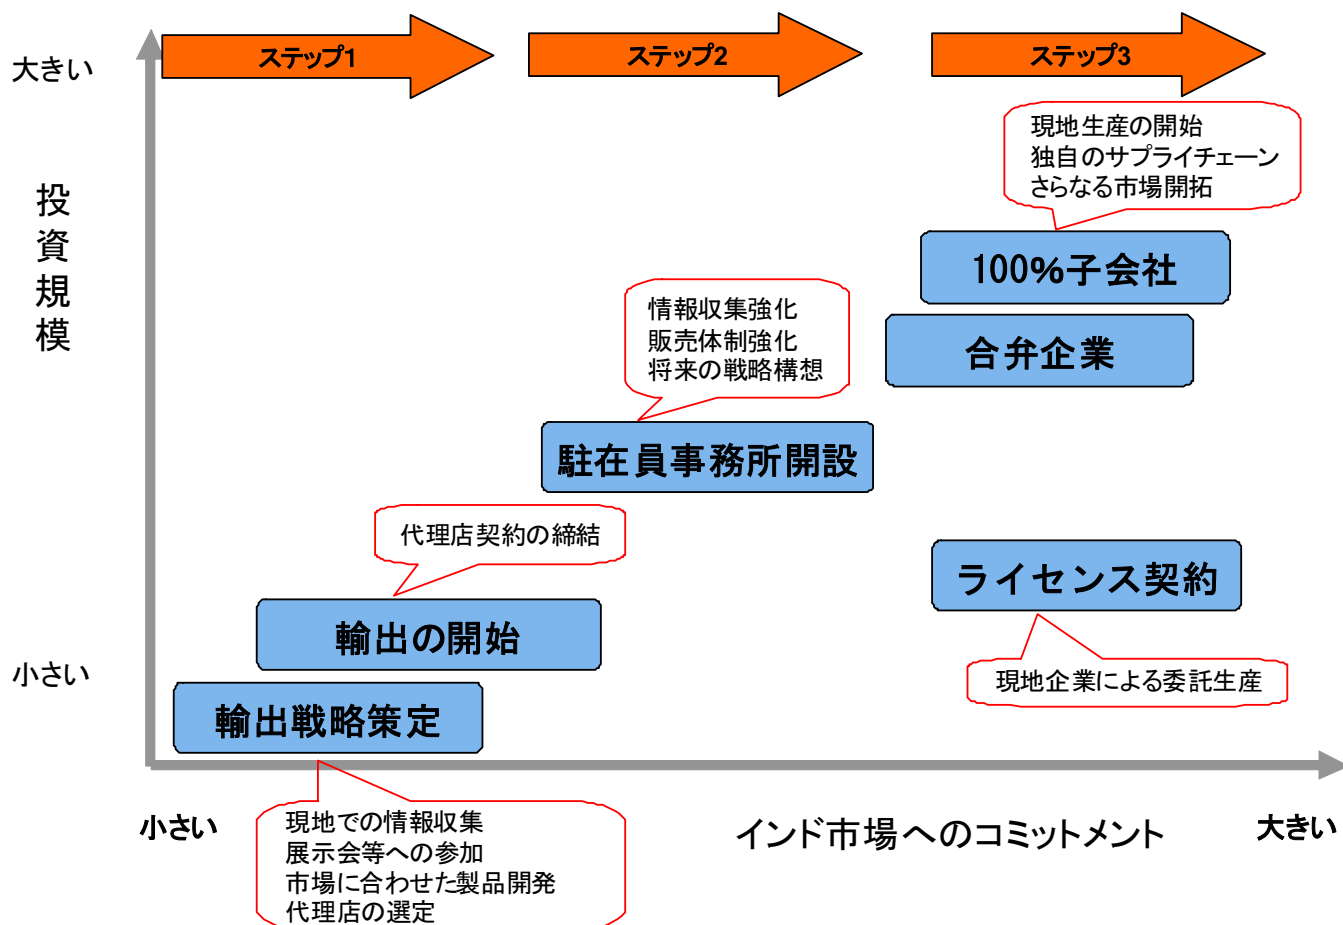 ステップ1
ステップ2
ステップ3
大きい
投資規模
小さい
現地生産の開始
独自のサプライチェーン
さらなる市場開拓
100%子会社
合弁企業
情報収集強化
販売体制強化
将来の戦略構想
駐在員事務所開設
代理店契約の締結
輸出の開始
ライセンス契約
現地企業による委託生産
輸出戦略策定
現地での情報収集
展示会等への参加
市場に合わせた製品開発
代理店の選定
小さい
インド市場へのコミットメント
大きい